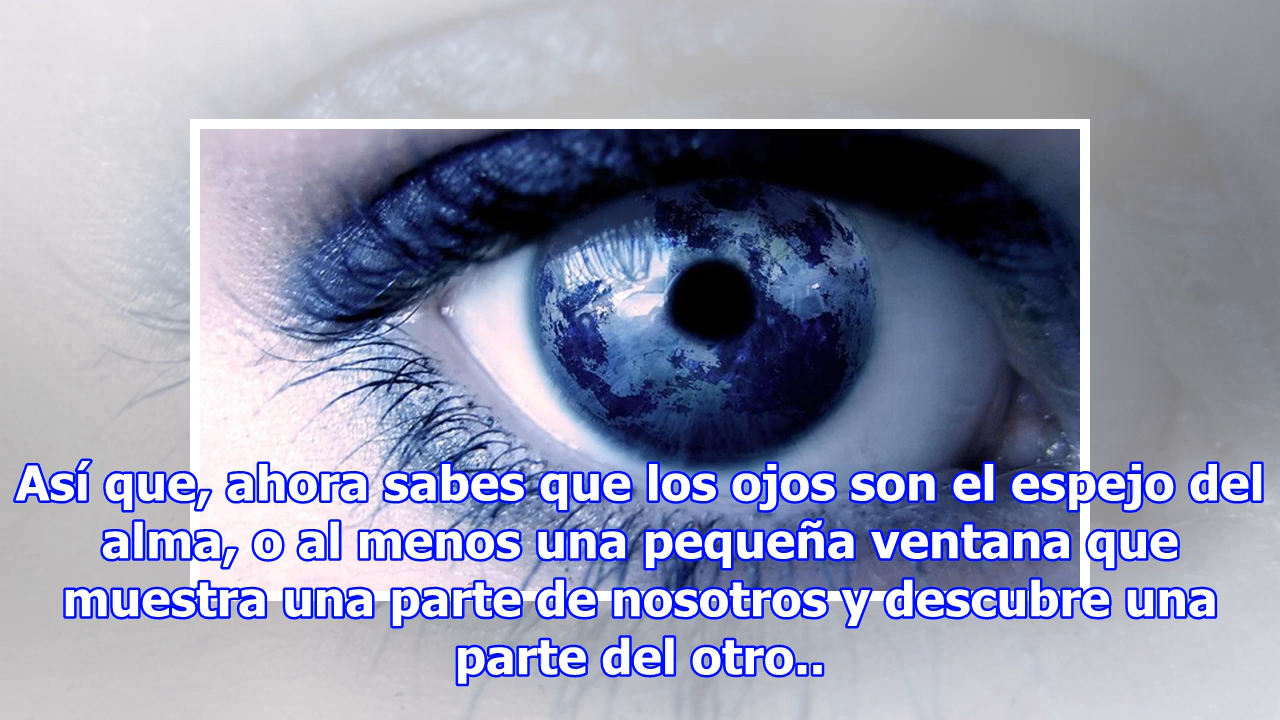 Así que, ahora sabes que los ojos son el espejo del
alma, o al menos una pequeña ventana que
muestra una parte de nosotros y descubre una
parte del otro..